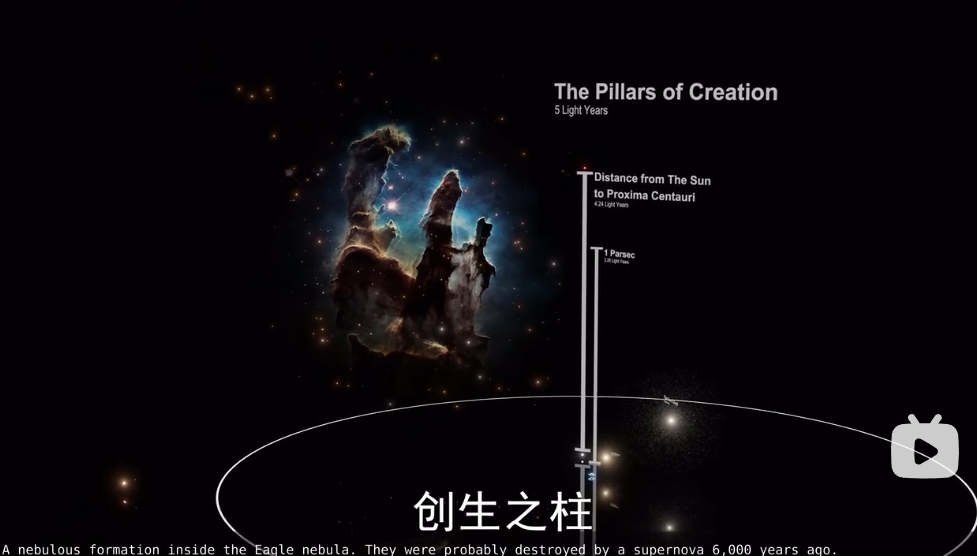 The Pillars of Creation
5 Light Years
Distance from The Sun
to Proxima Centauri
4.24 Light Years
1 Parsec
3.26 Light Years
创生之柱
A nebulous formation inside the Eagle nebula. They were probably destroyed by a supernova 6,000 years ago.